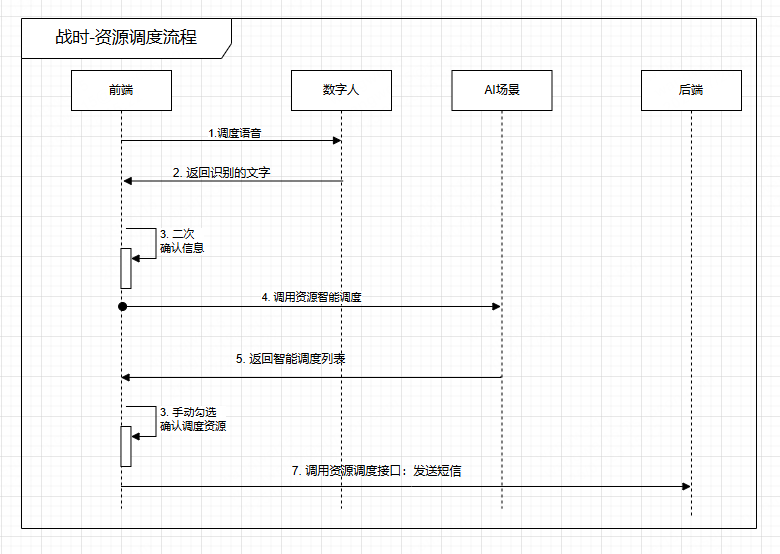 战时-资源调度流程
前端
数字人
AI场景
后端
1.调度语音
2. 返回识别的文字
3. 二次
确认信息
4. 调用资源智能调度
5. 返回智能调度列表
3. 手动勾选
确认调度资源
7. 调用资源调度接口：发送短信